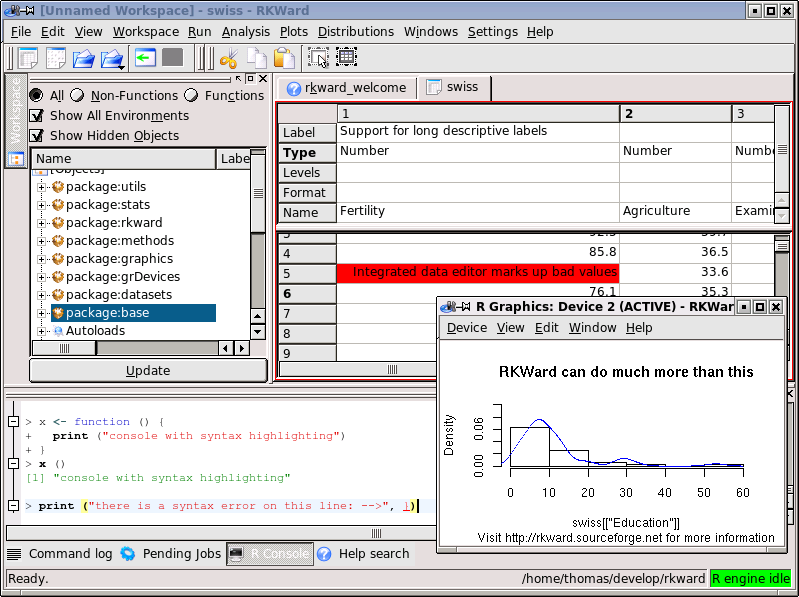 [Unnamed Workspace] - swiss - RKWard
File Edit View Workspace Run Analysis Plots Distributions Windows Settings Help
Workspace
All Non-Functions Functions
Show All Environments
Show Hidden Objects
Name Labe
[Objects]
package:utils
package:stats
package:rkward
package:methods
package:graphics
package:grDevices
package:datasets
package:base
Autoloads
Update
rkward_welcome swiss
1 2 3
Label Support for long descriptive labels
Type Number Number Numb
Levels
Format
Name Fertility Agriculture Exami
3 92.5 39.7
4 85.8 36.5
5 Integrated data editor marks up bad values 33.6
6 76.1 35.3
7
8
9
R Graphics: Device 2 (ACTIVE) - RKWar
Device View Edit Window Help
RKWard can do much more than this
Density
0.00 0.06
0 10 20 30 40 50 60
swiss[["Education"]]
Visit http://rkward.sourceforge.net for more information
> x <- function () {
+ print ("console with syntax highlighting")
+ }
> x ()
[1] "console with syntax highlighting"
> print ("there is a syntax error on this line: -->", })
Command log Pending Jobs R Console Help search
Ready. /home/thomas/develop/rkward R engine idle